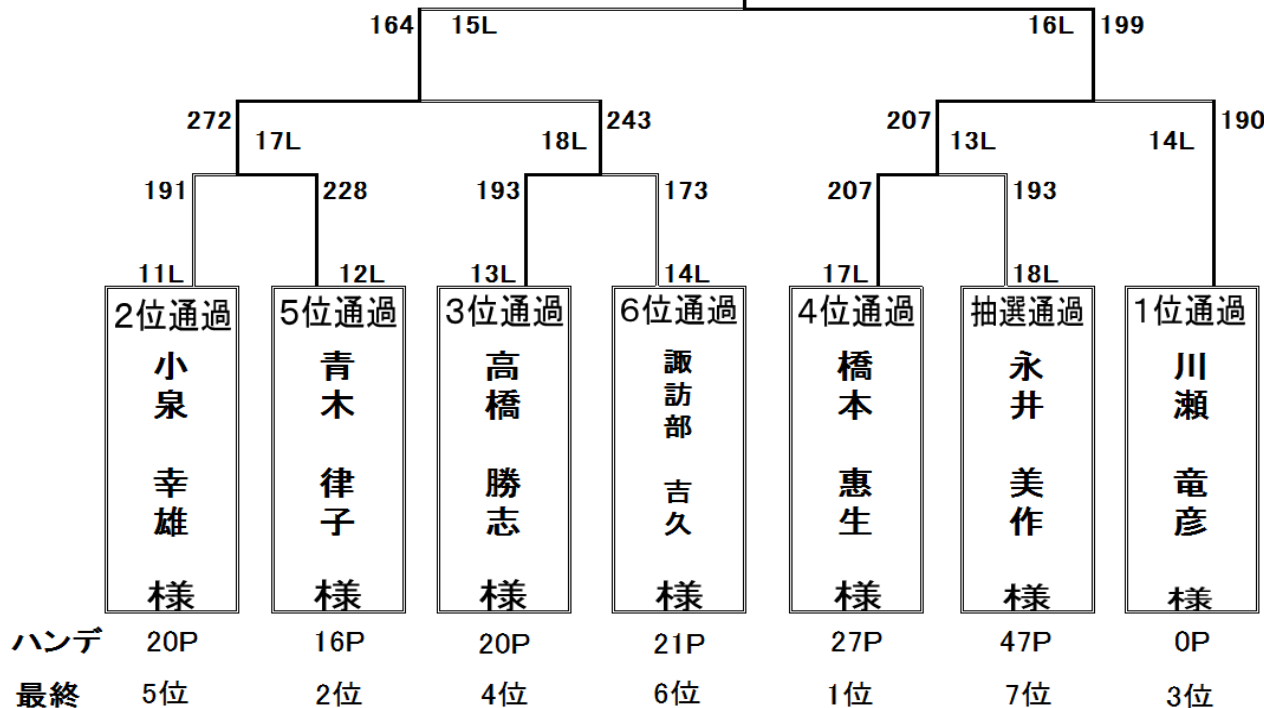 164 15L 16L 199
272 243 207 190
17L 18L 13L 14L
191 228 193 173 207 193
11L 12L 13L 14L 17L 18L
2位通過 5位通過 3位通過 6位通過 4位通過 抽選通過 1位通過
小泉 幸雄 様
青木 律子 様
高橋 勝志 様
諏訪部 吉久 様
橋本 惠生 様
永井 美作 様
川瀬 竜彦 様
ハンデ 20P 16P 20P 21P 27P 47P 0P
最終 5位 2位 4位 6位 1位 7位 3位